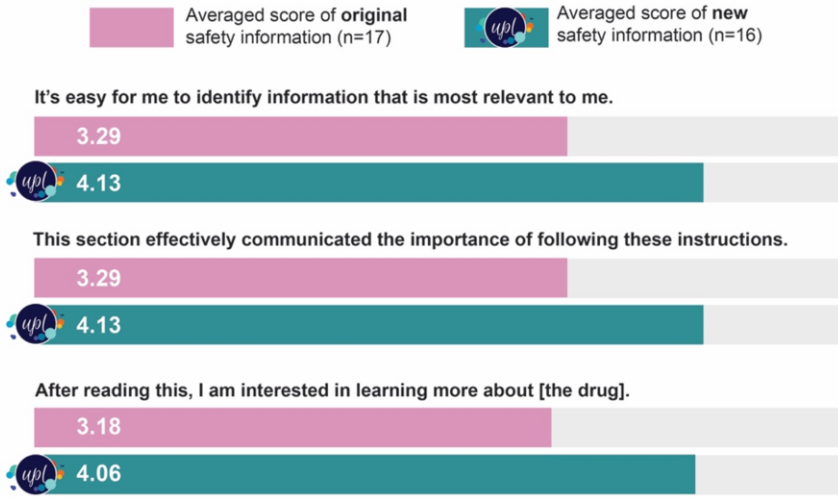 Averaged score of original
safety information (n=17)
upl
Averaged score of new
safety information (n=16)
It's easy for me to identify information that is most relevant to me.
3.29
upl
4.13
This section effectively communicated the importance of following these instructions.
3.29
upl
4.13
After reading this, I am interested in learning more about [the drug].
3.18
upl
4.06